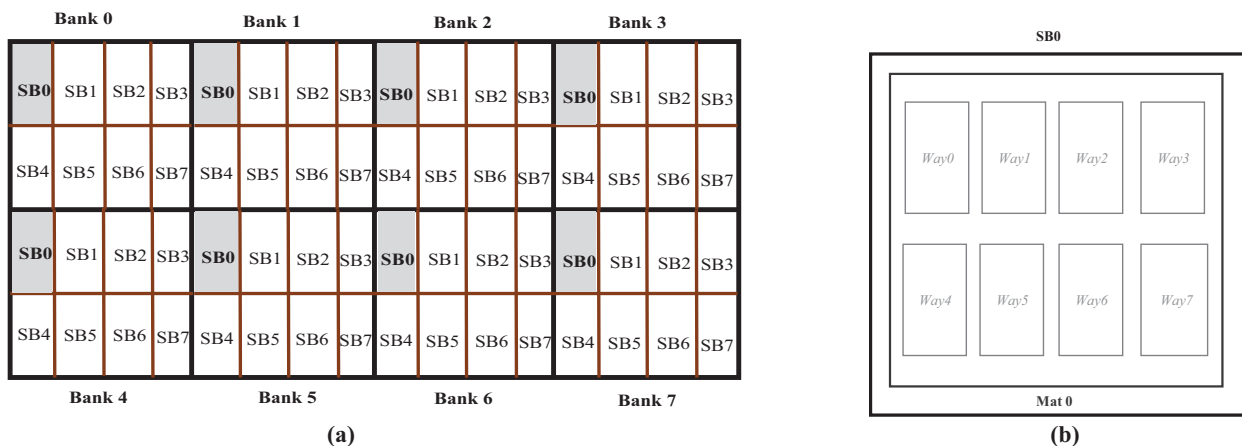 Bank 0 Bank 1 Bank 2 Bank 3
SB0 SB1 SB2 SB3 SB0 SB1 SB2 SB3 SB0 SB1 SB2 SB3 SB0 SB1 SB2 SB3
SB4 SB5 SB6 SB7 SB4 SB5 SB6 SB7 SB4 SB5 SB6 SB7 SB4 SB5 SB6 SB7
SB0 SB1 SB2 SB3 SB0 SB1 SB2 SB3 SB0 SB1 SB2 SB3 SB0 SB1 SB2 SB3
SB4 SB5 SB6 SB7 SB4 SB5 SB6 SB7 SB4 SB5 SB6 SB7 SB4 SB5 SB6 SB7
Bank 4 Bank 5 Bank 6 Bank 7
(a)
SB0
Way0 Way1 Way2 Way3
Way4 Way5 Way6 Way7
Mat 0
(b)